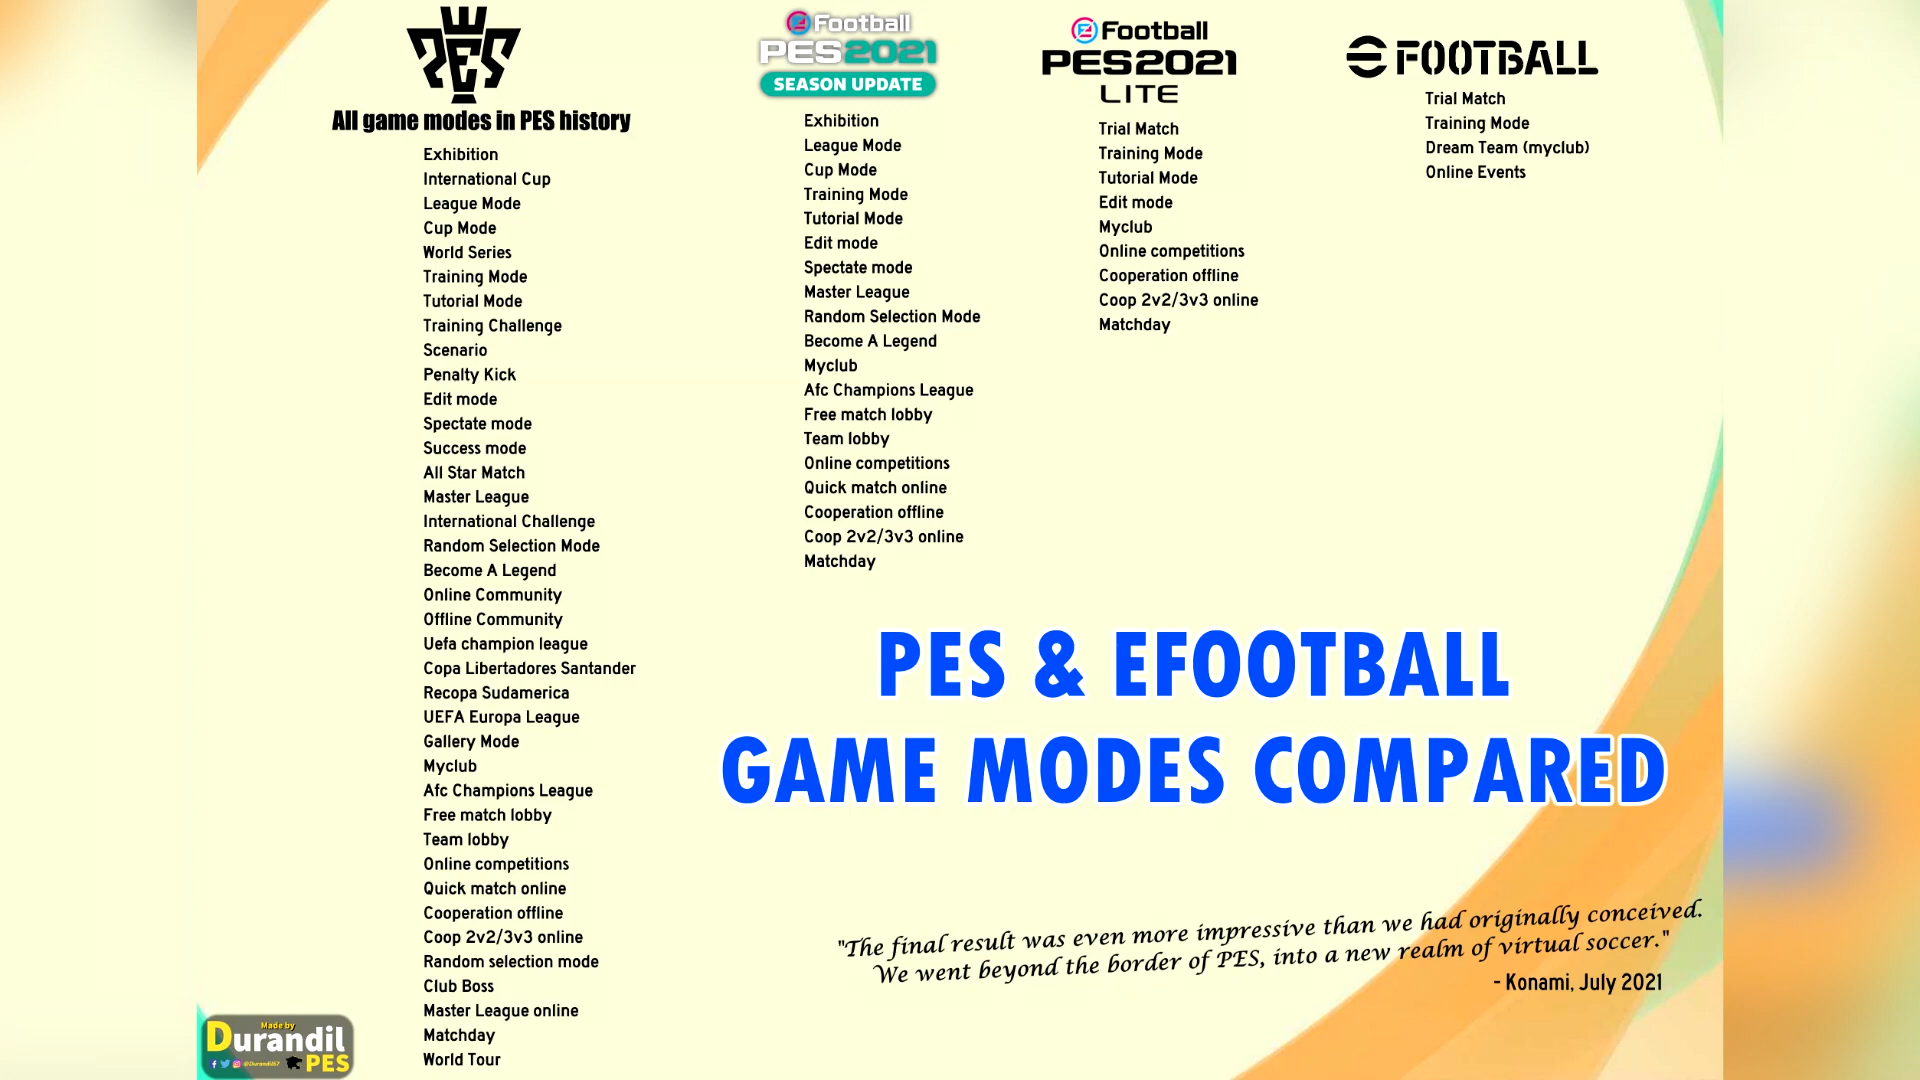 PES
All game modes in PES history
Exhibition
International Cup
League Mode
Cup Mode
World Series
Training Mode
Tutorial Mode
Training Challenge
Scenario
Penalty Kick
Edit mode
Spectate mode
Success mode
All Star Match
Master League
International Challenge
Random Selection Mode
Become A Legend
Online Community
Offline Community
Uefa champion league
Copa Libertadores Santander
Recopa Sudamerica
UEFA Europa League
Gallery Mode
Myclub
Afc Champions League
Free match lobby
Team lobby
Online competitions
Quick match online
Cooperation offline
Coop 2v2/3v3 online
Random selection mode
Club Boss
Master League online
Matchday
World Tour
eFootball
PES2021
SEASON UPDATE
Exhibition
League Mode
Cup Mode
Training Mode
Tutorial Mode
Edit mode
Spectate mode
Master League
Random Selection Mode
Become A Legend
Myclub
Afc Champions League
Free match lobby
Team lobby
Online competitions
Quick match online
Cooperation offline
Coop 2v2/3v3 online
Matchday
eFootball
PES2021
LITE
Trial Match
Training Mode
Tutorial Mode
Edit mode
Myclub
Online competitions
Cooperation offline
Coop 2v2/3v3 online
Matchday
eFOOTBALL
Trial Match
Training Mode
Dream Team (myclub)
Online Events
PES & EFOOTBALL
GAME MODES COMPARED
"The final result was even more impressive than we had originally conceived.
We went beyond the border of PES, into a new realm of virtual soccer."
- Konami, July 2021
Made by
Durandil
PES